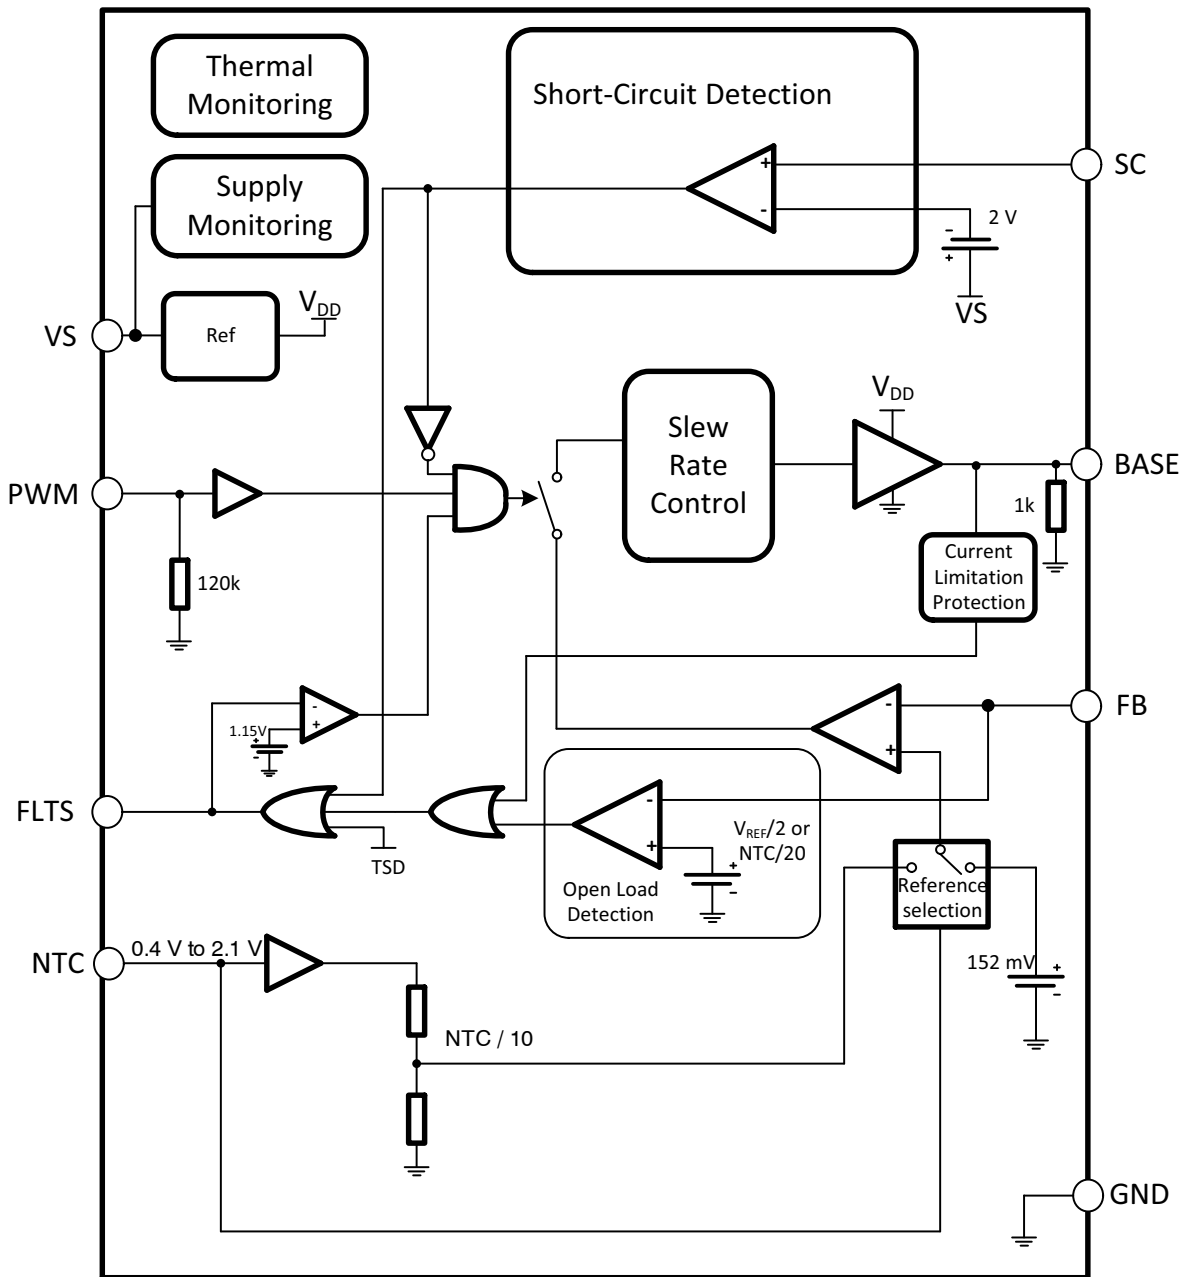 Thermal
Monitoring
Short-Circuit Detection
+
-
SC
Supply
Monitoring
-
2 V
+
VS
VS
Ref
VDD
Slew
Rate
Control
VDD
BASE
PWM
1k
120k
Current
Limitation
Protection
-
+
1.15V
+
-
-
+
FB
FLTS
TSD
-
+
VREF/2 or
NTC/20
+
-
Open Load
Detection
Reference
selection
NTC
0.4 V to 2.1 V
152 mV
+
-
NTC / 10
GND